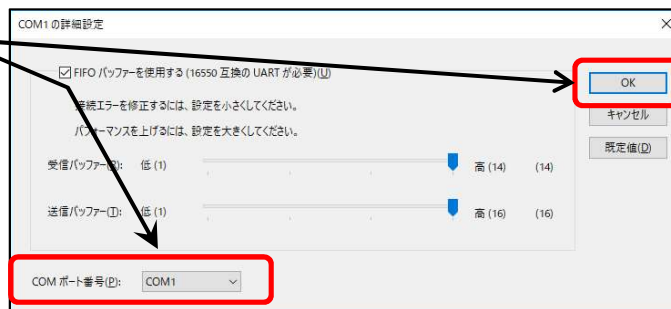 COM1 の詳細設定
FIFO バッファーを使用する (16550 互換の UART が必要)(U)
OK
接続エラーを修正するには、設定を小さくしてください。
キャンセル
パフォーマンスを上げるには、設定を大きくしてください。
既定値(D)
受信バッファー(R): 低 (1) 高 (14) (14)
送信バッファー(T): 低 (1) 高 (16) (16)
COM ポート番号(P): COM1